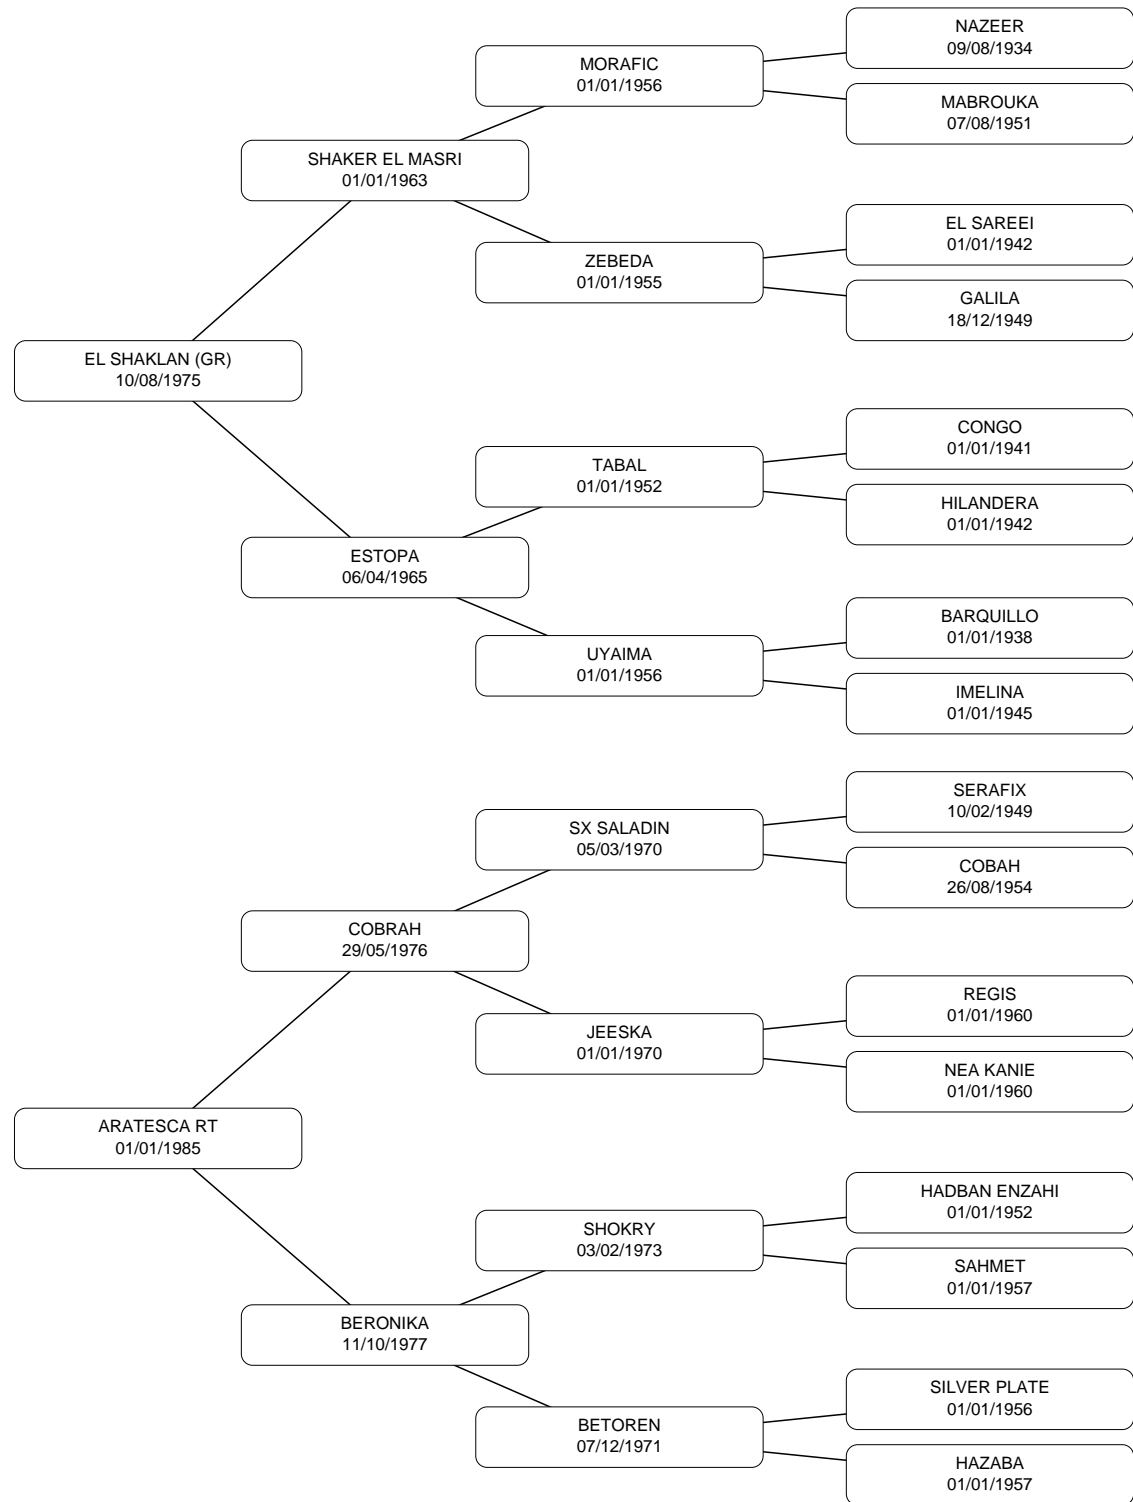 NAZEER
09/08/1934
MORAFIC
01/01/1956
MABROUKA
07/08/1951
SHAKER EL MASRI
01/01/1963
EL SAREEI
01/01/1942
ZEBEDA
01/01/1955
GALILA
18/12/1949
EL SHAKLAN (GR)
10/08/1975
CONGO
01/01/1941
TABAL
01/01/1952
HILANDERA
01/01/1942
ESTOPA
06/04/1965
BARQUILLO
01/01/1938
UYAIMA
01/01/1956
IMELINA
01/01/1945
SERAFIX
10/02/1949
SX SALADIN
05/03/1970
COBAH
26/08/1954
COBRAH
29/05/1976
REGIS
01/01/1960
JEESKA
01/01/1970
NEA KANIE
01/01/1960
ARATESCA RT
01/01/1985
HADBAN ENZAHI
01/01/1952
SHOKRY
03/02/1973
SAHMET
01/01/1957
BERONIKA
11/10/1977
SILVER PLATE
01/01/1956
BETOREN
07/12/1971
HAZABA
01/01/1957